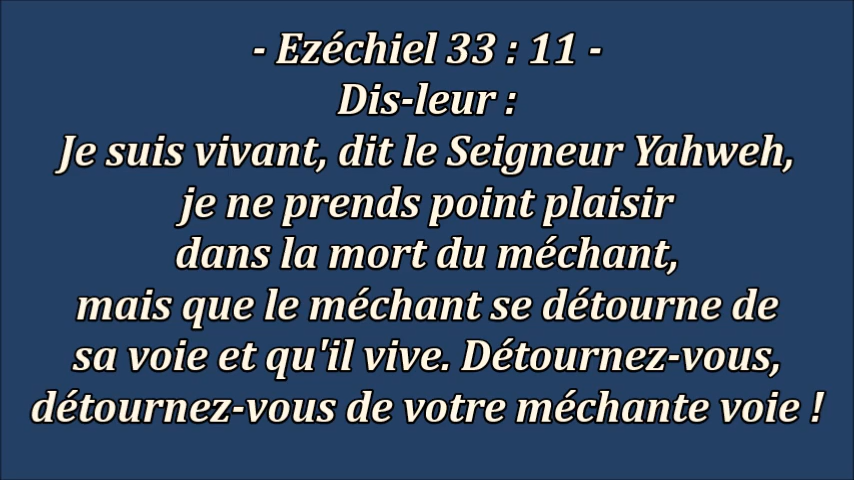 - Ezéchiel 33 : 11 -
Dis-leur :
Je suis vivant, dit le Seigneur Yahweh,
je ne prends point plaisir
dans la mort du méchant,
mais que le méchant se détourne de
sa voie et qu'il vive. Détournez-vous,
détournez-vous de votre méchante voie !